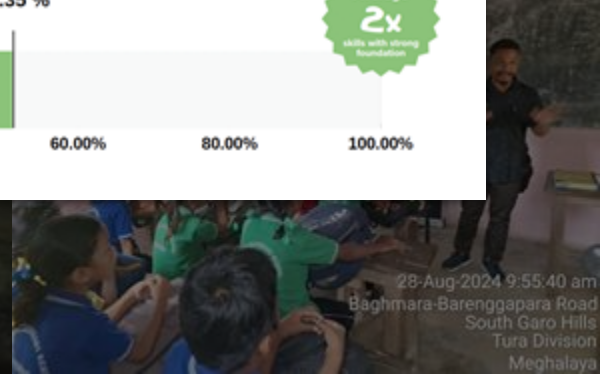 2x
skills with strong
foundation
60.00%
80.00%
100.00%
28-Aug-2024 9:55:40 am
Baghmara-Barenggapara Road
South Garo Hills
Tura Division
Meghalaya